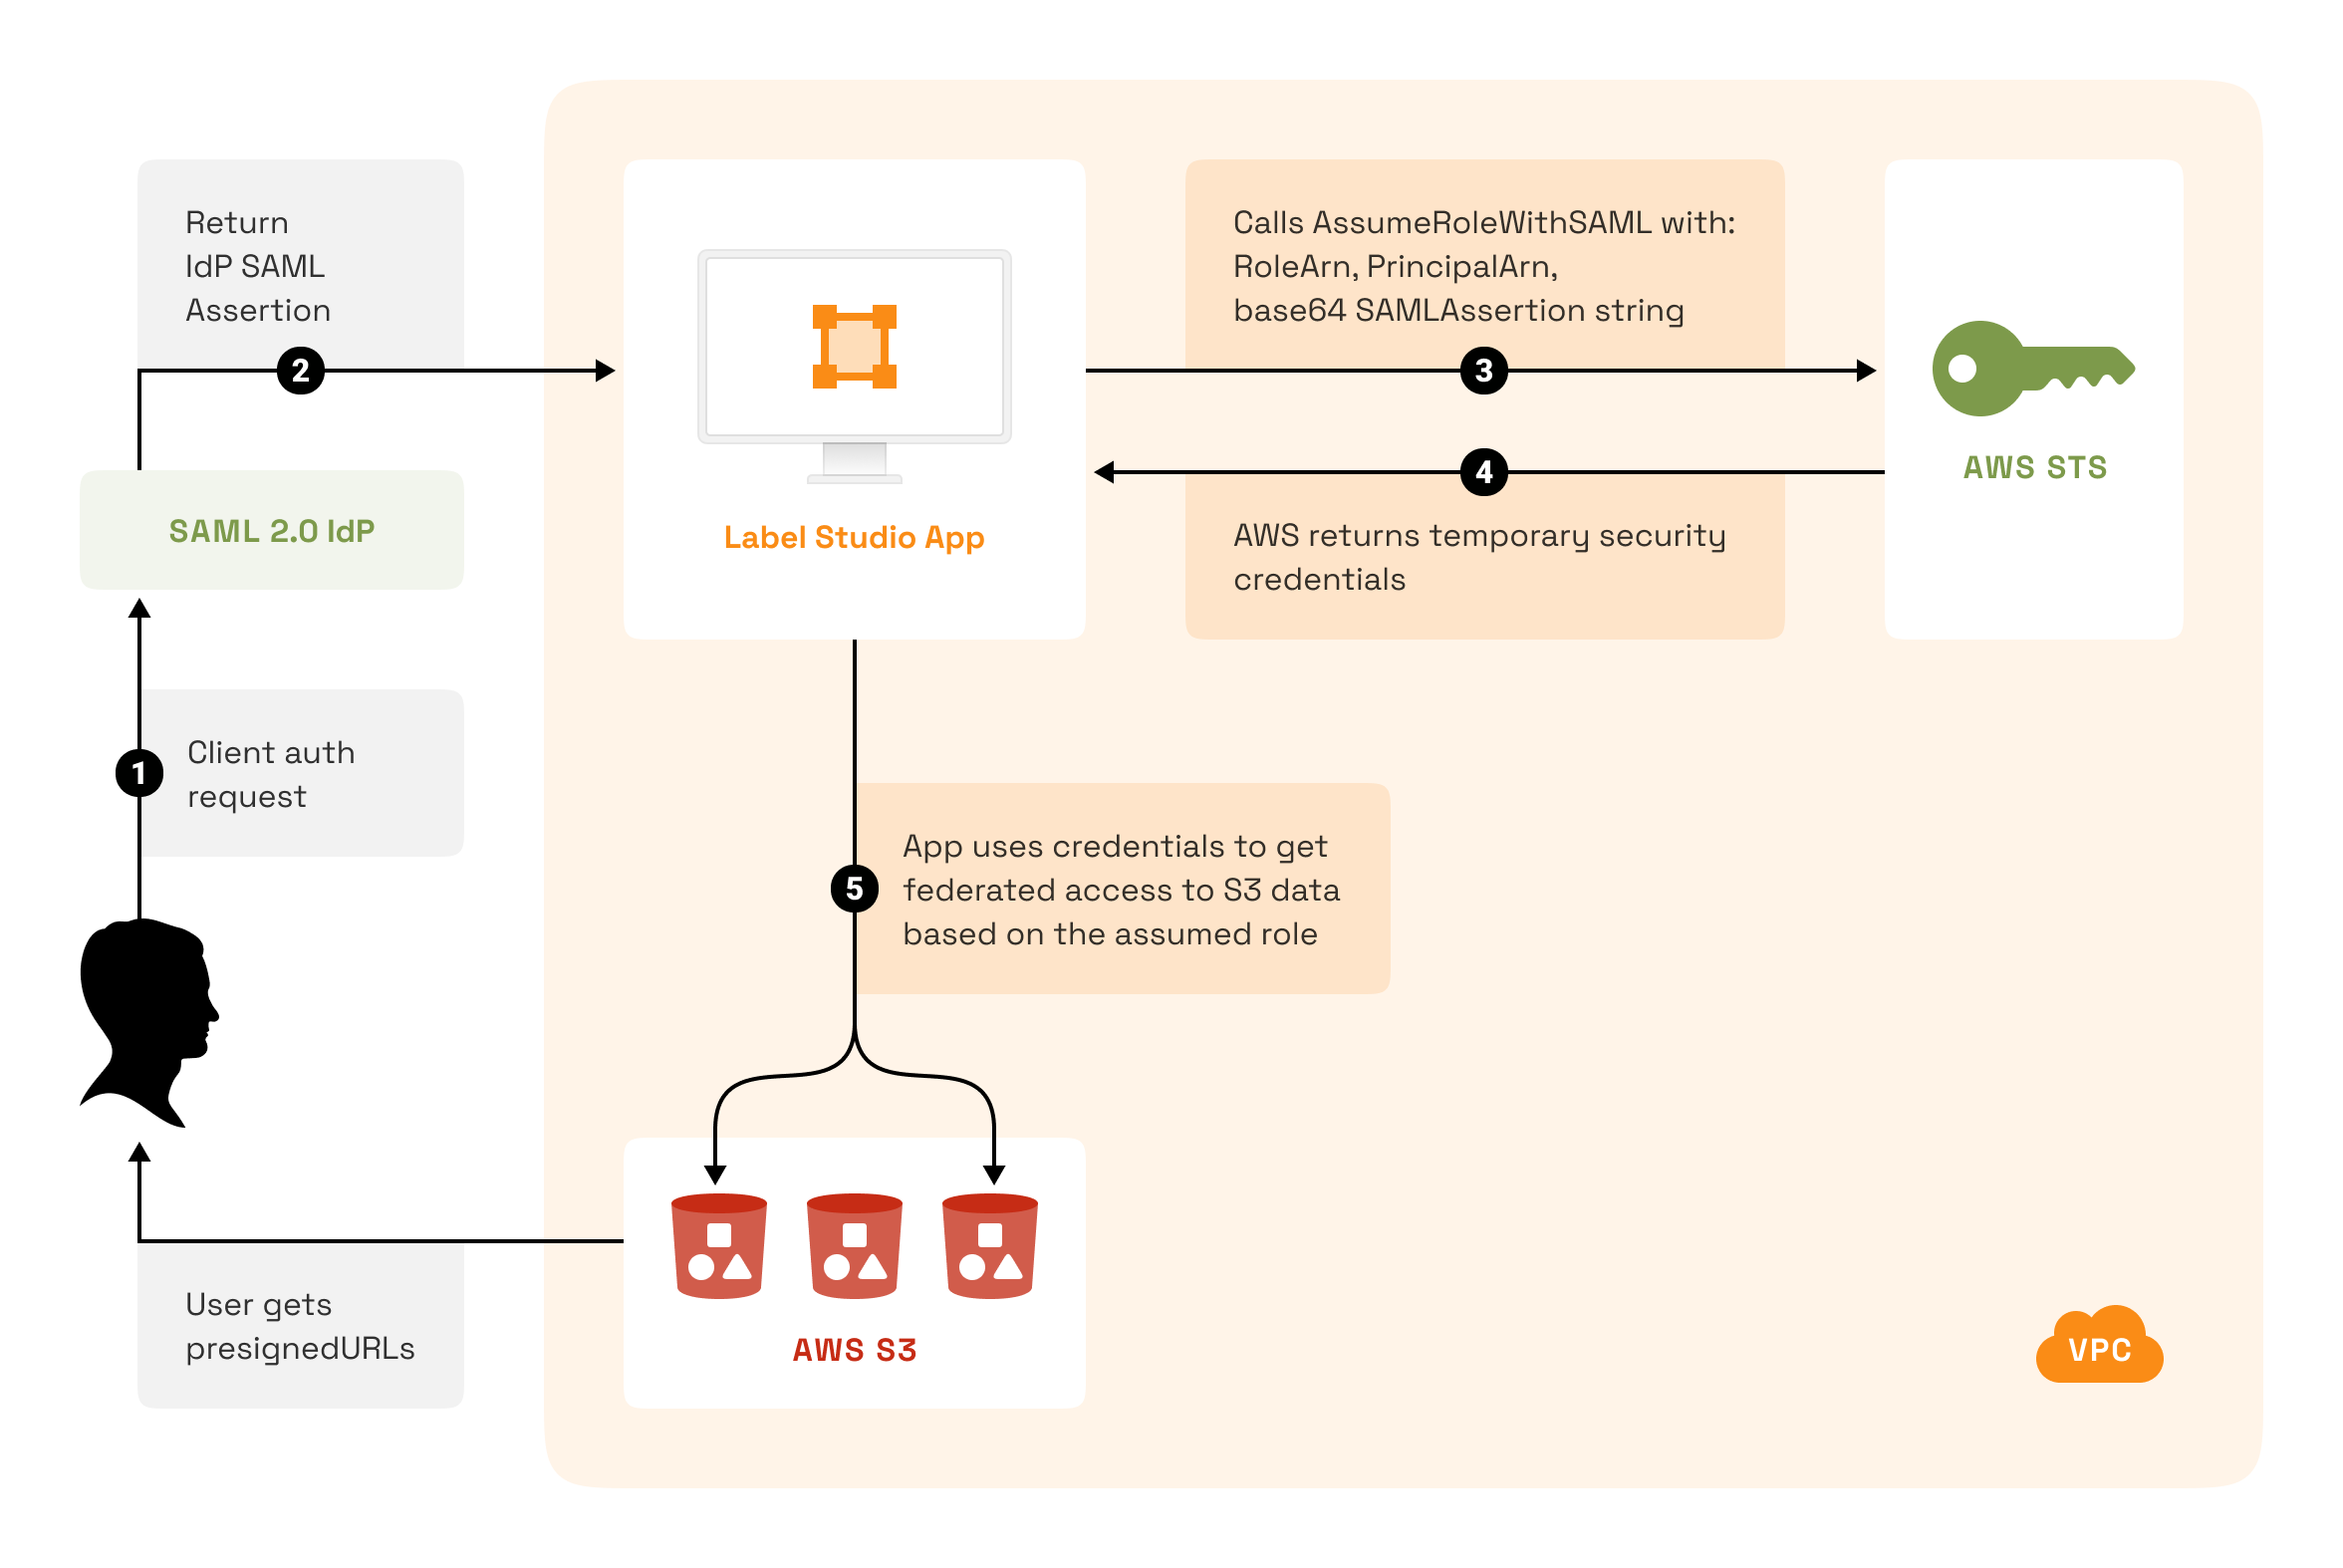 Return
IdP SAML
Assertion
2
SAML 2.0 IdP
1
Client auth
request
Label Studio App
Calls AssumeRoleWithSAML with:
RoleArn, PrincipalArn,
base64 SAMLAssertion string
3
4
AWS returns temporary security
credentials
AWS STS
5
App uses credentials to get
federated access to S3 data
based on the assumed role
AWS S3
User gets
presignedURLs
VPC